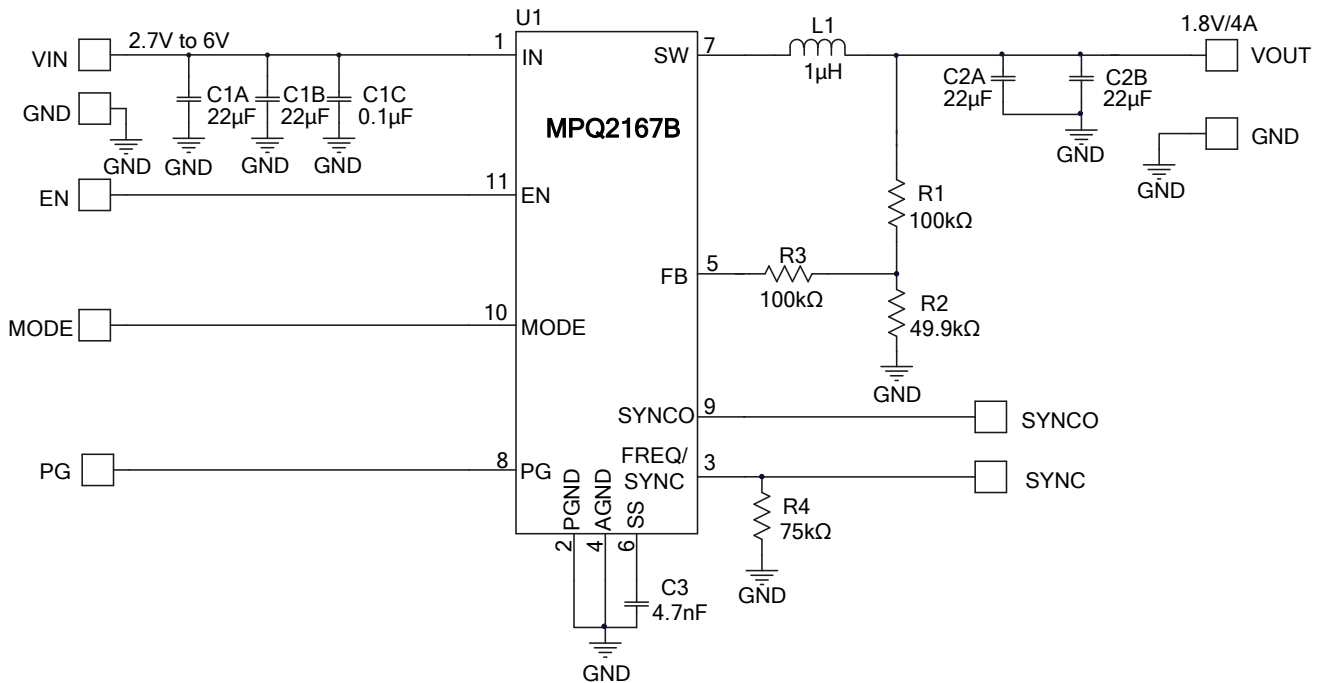 U1
1.8V/4A
VIN
2.7V to 6V
1
IN
SW
7
L1
1µH
VOUT
C1A
22µF
C1B
22µF
C1C
0.1µF
C2A
22µF
C2B
22µF
GND
GND
GND
GND
GND
MPQ2167B
GND
GND
GND
EN
11
EN
R1
100kΩ
FB
5
R3
100kΩ
R2
49.9kΩ
MODE
10
MODE
GND
SYNCO
9
SYNCO
PG
8
PG
FREQ/
SYNC
3
SYNC
R4
75kΩ
PGND
AGND
SS
2
4
6
C3
4.7nF
GND
GND